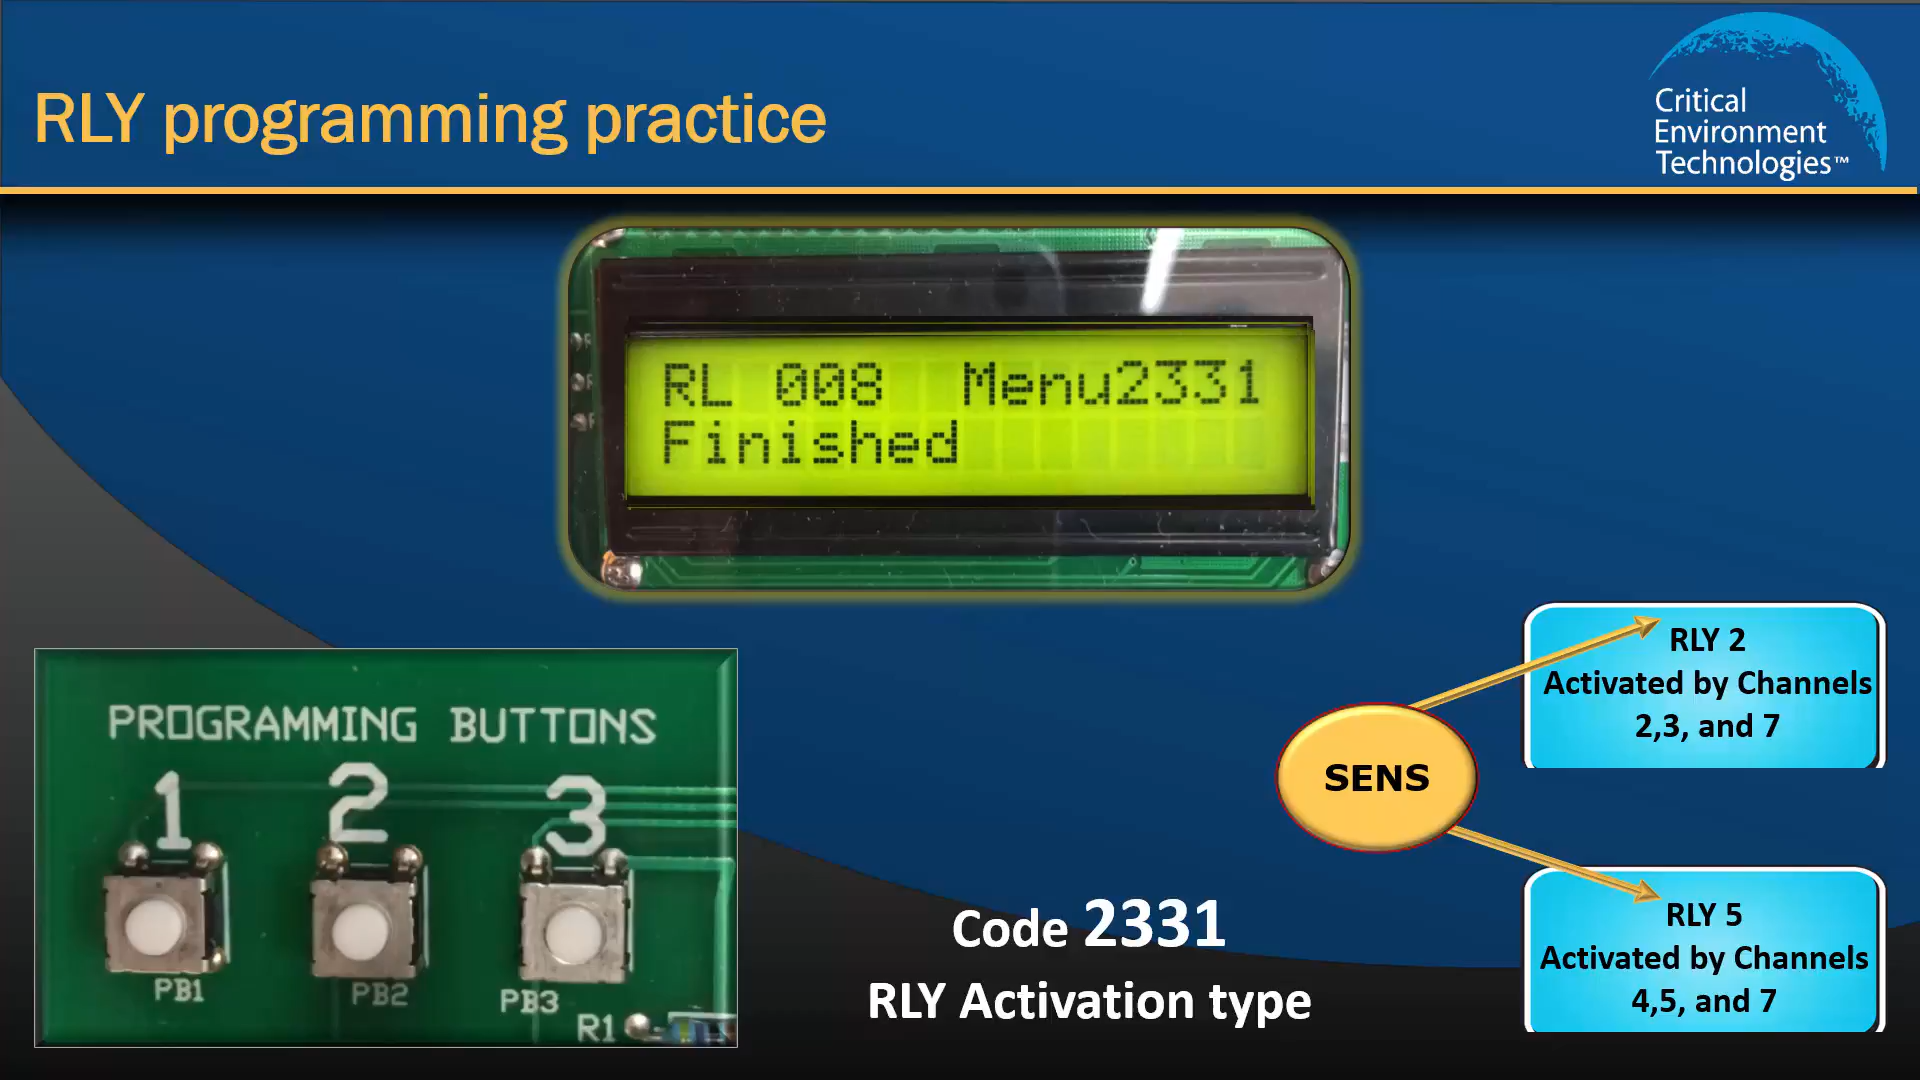 RLY programming practice
Critical
Environment
Technologies™
RL 008 Menu2331
Finished
PROGRAMMING BUTTONS
1 2 3
PB1 PB2 PB3
R1
Code 2331
RLY Activation type
SENS
RLY 2
Activated by Channels
2,3, and 7
RLY 5
Activated by Channels
4,5, and 7